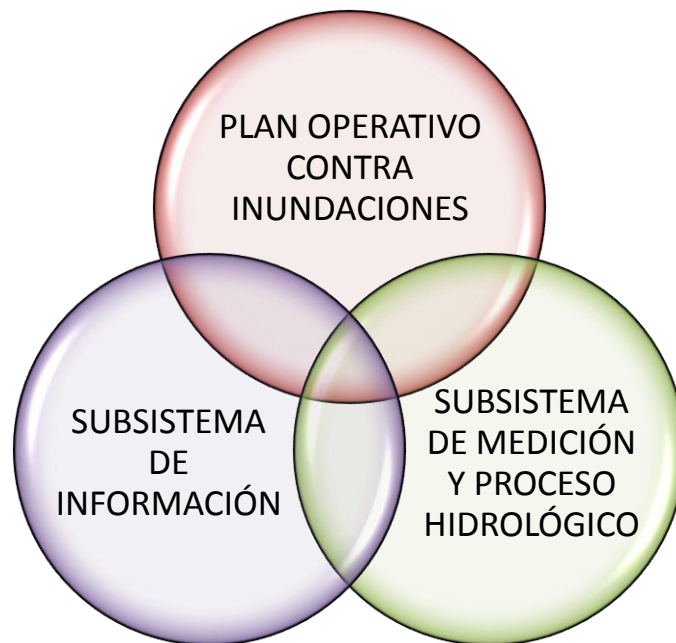 PLAN OPERATIVO
CONTRA
INUNDACIONES
SUBSISTEMA
DE
INFORMACIÓN
SUBSISTEMA
DE MEDICIÓN
Y PROCESO
HIDROLÓGICO